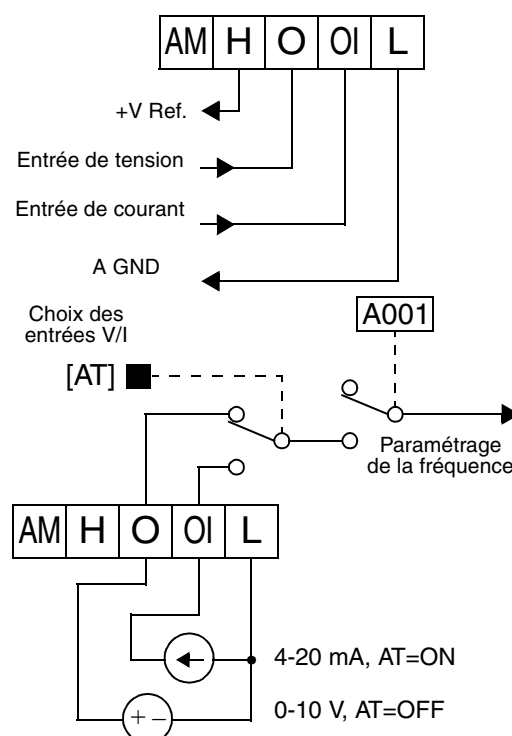 AM H O OI L
+V Ref.
Entrée de tension
Entrée de courant
A GND
Choix des
entrées V/I
A001
[AT]
Paramétrage
de la fréquence
AM H O OI L
4-20 mA, AT=ON
+ −
0-10 V, AT=OFF